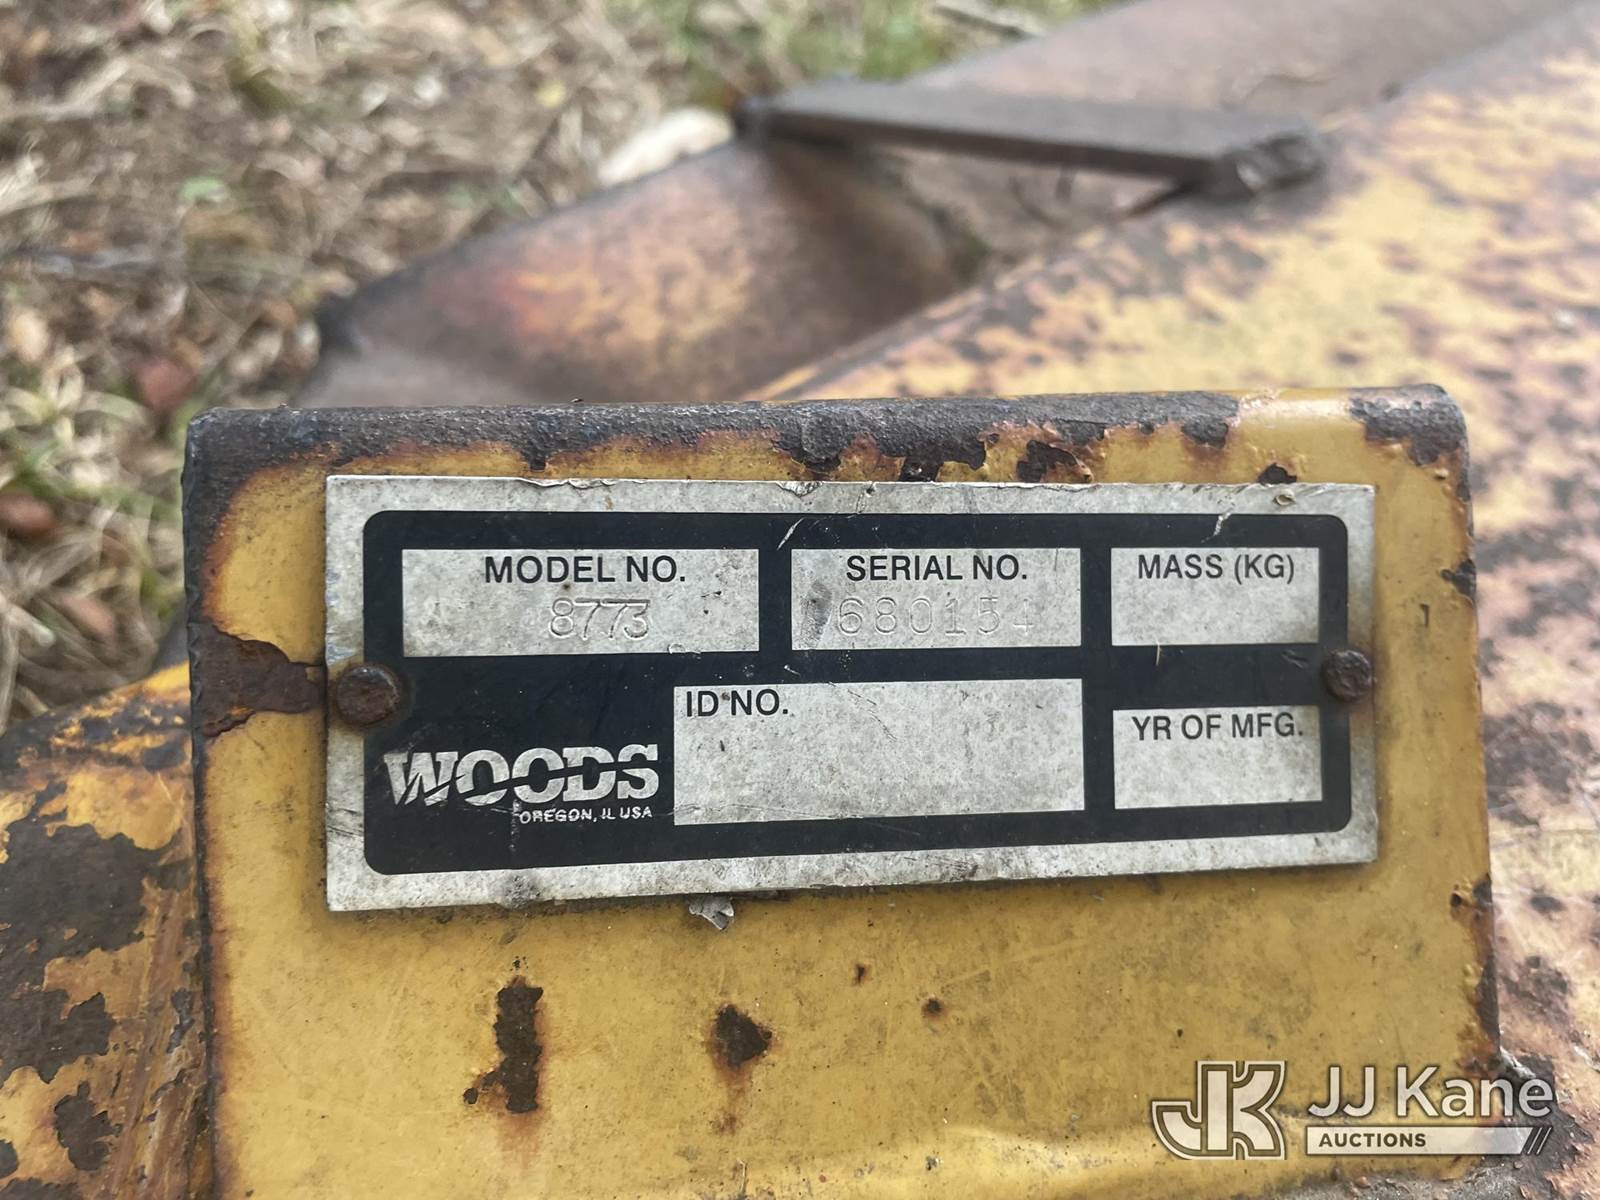 MODEL NO.
8773
SERIAL NO.
680154
MASS (KG)
WOODS
OREGON, IL USA
ID NO.
YR OF MFG.
JK
JJ Kane
AUCTIONS